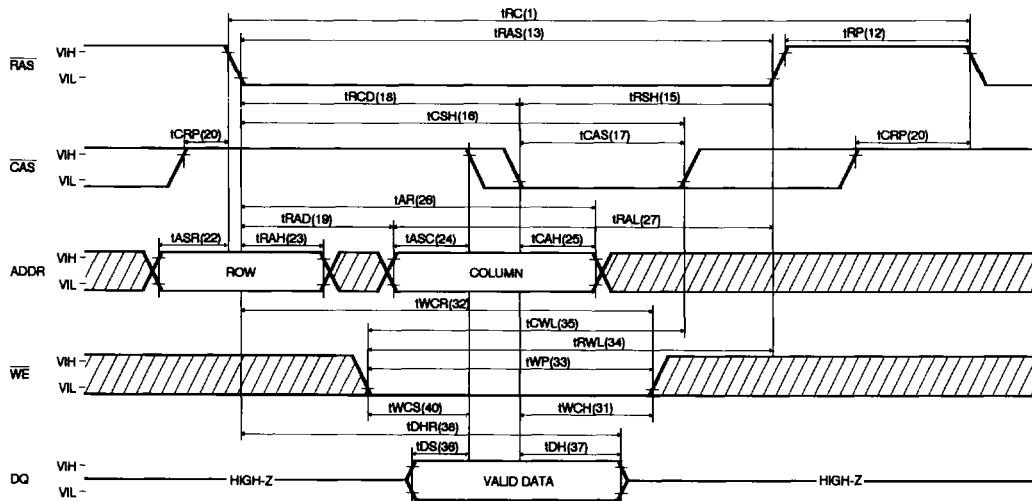 tRC(1)
tRAS(13)
tRP(12)
RAS
VIH
VIL
tRCD(18)
tRSH(15)
tCSH(16)
tCRP(20)
tCAS(17)
tCRP(20)
CAS
VIH
VIL
tAR(26)
tRAD(19)
tRAL(27)
tASR(22)
tRAH(23)
tASC(24)
tCAH(25)
ADDR
VIH
VIL
ROW
COLUMN
tWCR(32)
tCWL(35)
tRWL(34)
tWP(33)
WE
VIH
VIL
tWCS(40)
tWCH(31)
tDHR(38)
tDS(36)
tDH(37)
DQ
VIH
VIL
HIGH-Z
VALID DATA
HIGH-Z